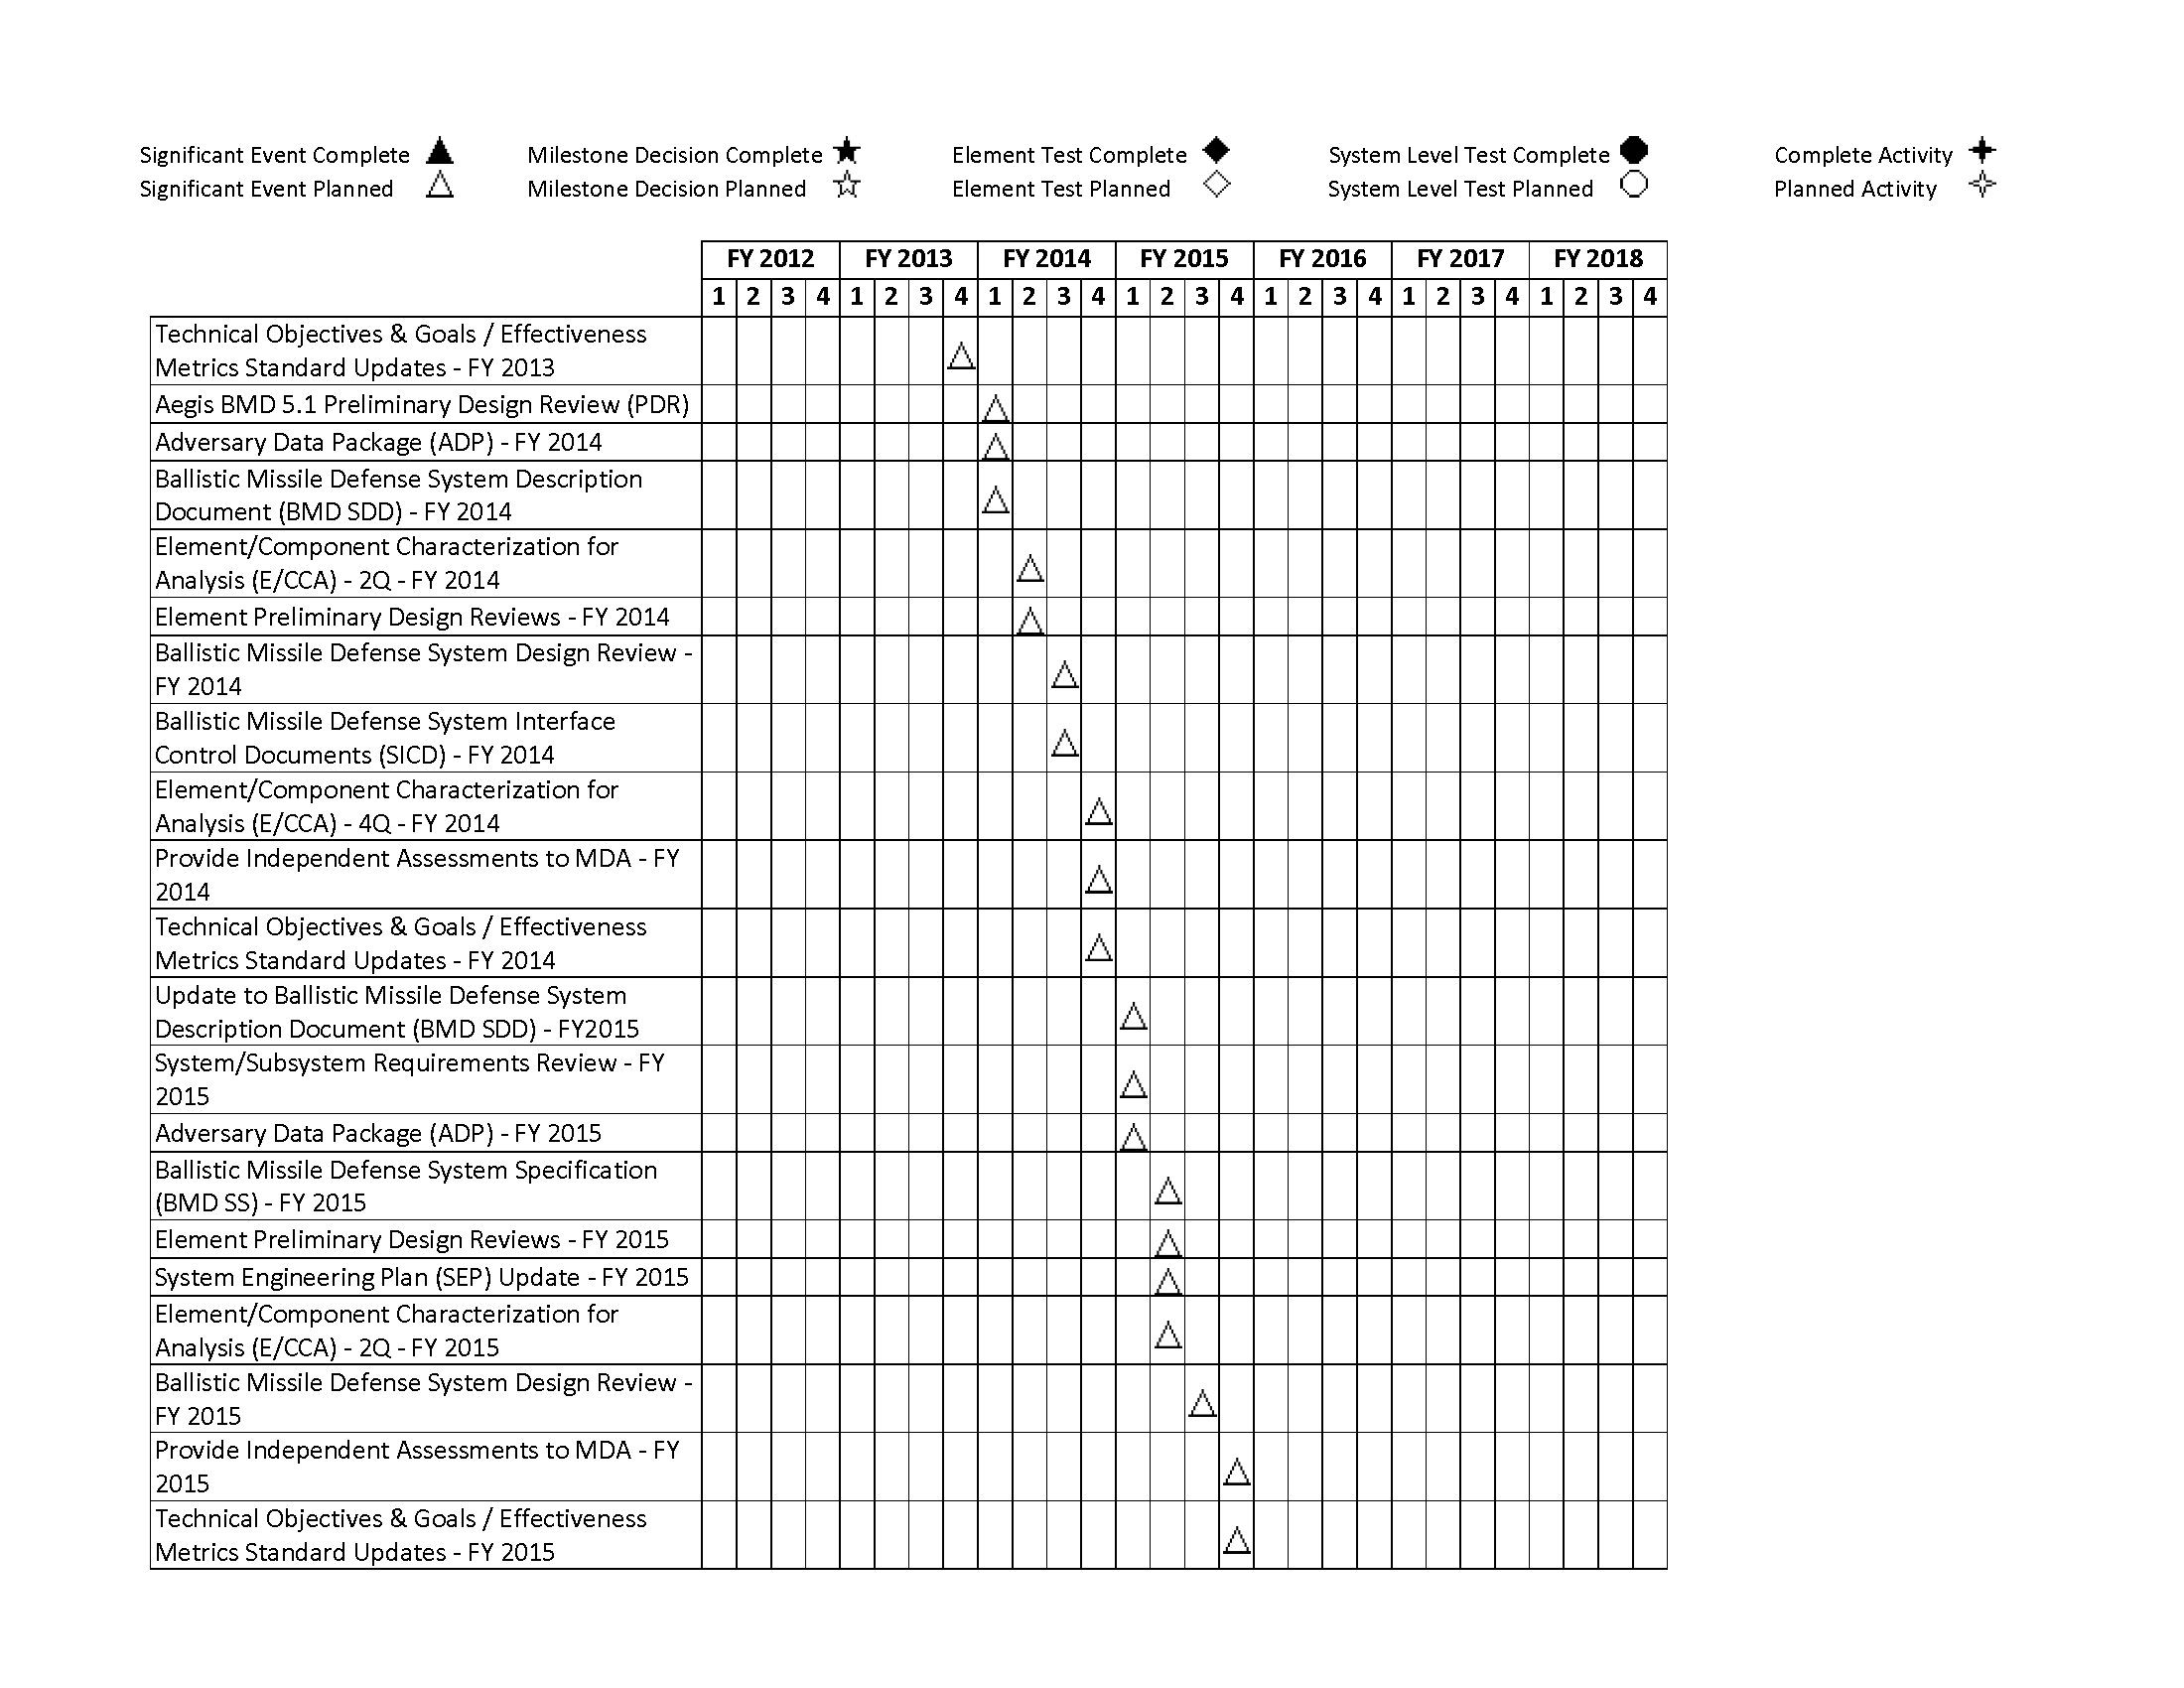 Significant Event Complete
Milestone Decision Complete
Element Test Complete
System Level Test Complete
Complete Activity
Significant Event Planned
Milestone Decision Planned
Element Test Planned
System Level Test Planned
Planned Activity
FY 2012 FY 2013 FY 2014 FY 2015 FY 2016 FY 2017 FY 2018
1 2 3 4 1 2 3 4 1 2 3 4 1 2 3 4 1 2 3 4 1 2 3 4 1 2 3 4
Technical Objectives & Goals / Effectiveness
Metrics Standard Updates - FY 2013
Aegis BMD 5.1 Preliminary Design Review (PDR)
Adversary Data Package (ADP) - FY 2014
Ballistic Missile Defense System Description
Document (BMD SDD) - FY 2014
Element/Component Characterization for
Analysis (E/CCA) - 2Q - FY 2014
Element Preliminary Design Reviews - FY 2014
Ballistic Missile Defense System Design Review -
FY 2014
Ballistic Missile Defense System Interface
Control Documents (SICD) - FY 2014
Element/Component Characterization for
Analysis (E/CCA) - 4Q - FY 2014
Provide Independent Assessments to MDA - FY
2014
Technical Objectives & Goals / Effectiveness
Metrics Standard Updates - FY 2014
Update to Ballistic Missile Defense System
Description Document (BMD SDD) - FY2015
System/Subsystem Requirements Review - FY
2015
Adversary Data Package (ADP) - FY 2015
Ballistic Missile Defense System Specification
(BMD SS) - FY 2015
Element Preliminary Design Reviews - FY 2015
System Engineering Plan (SEP) Update - FY 2015
Element/Component Characterization for
Analysis (E/CCA) - 2Q - FY 2015
Ballistic Missile Defense System Design Review -
FY 2015
Provide Independent Assessments to MDA - FY
2015
Technical Objectives & Goals / Effectiveness
Metrics Standard Updates - FY 2015